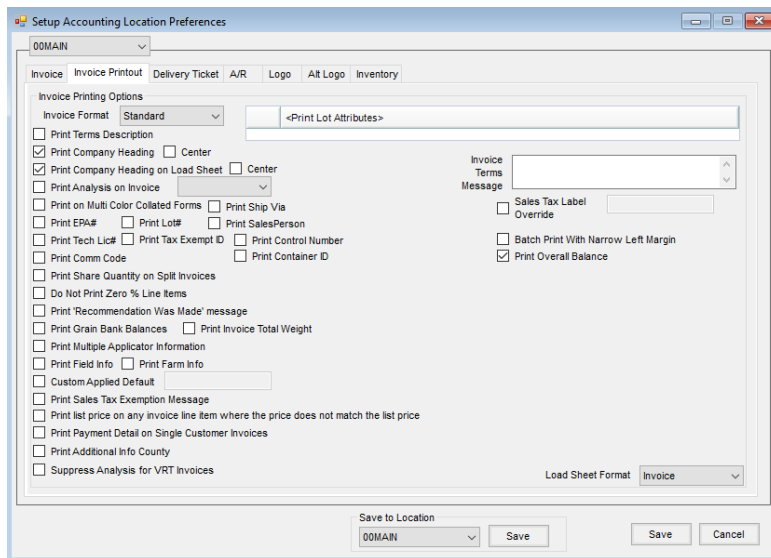 Setup Accounting Location Preferences
00MAIN
Invoice Invoice Printout Delivery Ticket A/R Logo Alt Logo Inventory
Invoice Printing Options
Invoice Format Standard
<Print Lot Attributes>
Print Terms Description
Print Company Heading Center
Print Company Heading on Load Sheet Center
Invoice
Terms
Message
Print Analysis on Invoice
Print on Multi Color Collated Forms Print Ship Via
Sales Tax Label
Override
Print EPA# Print Lot# Print SalesPerson
Print Tech Lic# Print Tax Exempt ID Print Control Number
Batch Print With Narrow Left Margin
Print Comm Code Print Container ID
Print Overall Balance
Print Share Quantity on Split Invoices
Do Not Print Zero % Line Items
Print 'Recommendation Was Made' message
Print Grain Bank Balances Print Invoice Total Weight
Print Multiple Applicator Information
Print Field Info Print Farm Info
Custom Applied Default
Print Sales Tax Exemption Message
Print list price on any invoice line item where the price does not match the list price
Print Payment Detail on Single Customer Invoices
Print Additional Info County
Suppress Analysis for VRT Invoices
Load Sheet Format Invoice
Save to Location
00MAIN Save
Save Cancel